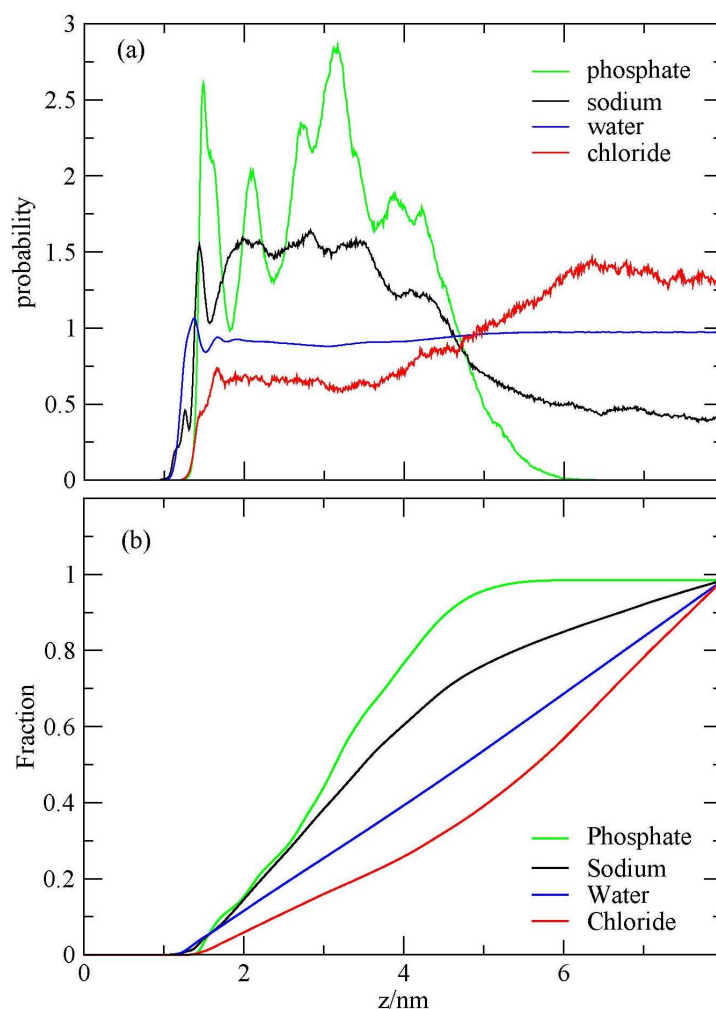 (a)
3
2.5
2
1.5
1
0.5
0
probability
phosphate
sodium
water
chloride
(b)
1
0.8
0.6
0.4
0.2
0
Fraction
Phosphate
Sodium
Water
Chloride
0 2 4 6
z/nm